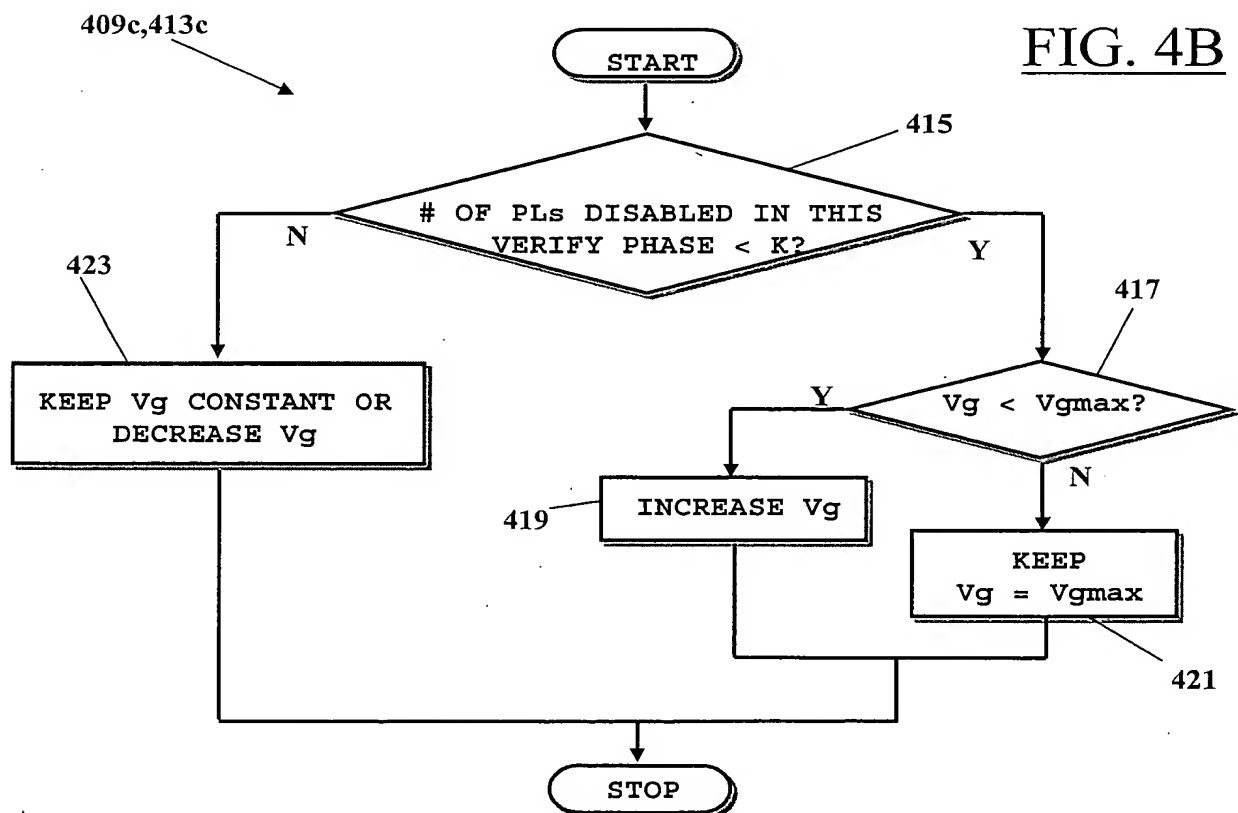 409c,413c
START
FIG. 4B
415
# OF PLs DISABLED IN THIS
VERIFY PHASE < K?
N
Y
423
417
KEEP Vg CONSTANT OR
DECREASE Vg
Y
Vg < Vgmax?
N
419
INCREASE Vg
KEEP
Vg = Vgmax
421
STOP